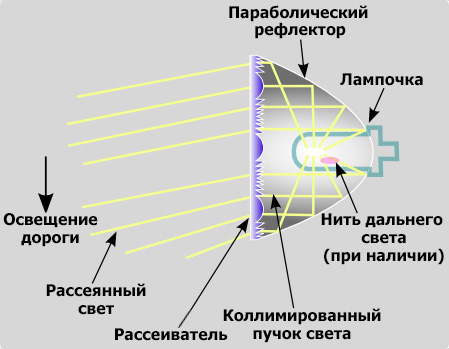 Параболический
рефлектор
Лампочка
Освещение
дороги
Нить дальнего
света
(при наличии)
Рассеянный
свет
Рассеиватель
Коллимированный
пучок света